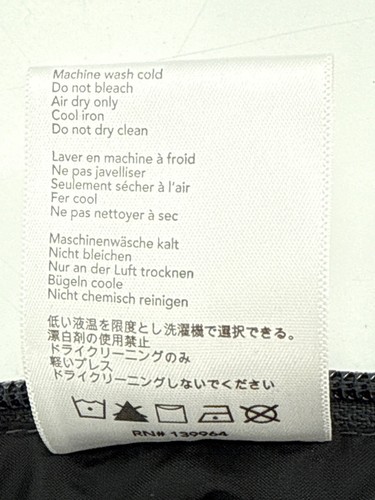 Machine wash cold
Do not bleach
Air dry only
Cool iron
Do not dry clean
Laver en machine à froid
Ne pas javelliser
Seulement sécher à l'air
Fer cool
Ne pas nettoyer à sec
Maschinenwäsche kalt
Nicht bleichen
Nur an der Luft trocknen
Bügeln coole
Nicht chemisch reinigen
低い液温を限度とし洗濯機で選択できる。
漂白剤の使用禁止
ドライクリーニングのみ
軽いプレス
ドライクリーニングしないでください
RN# 139964